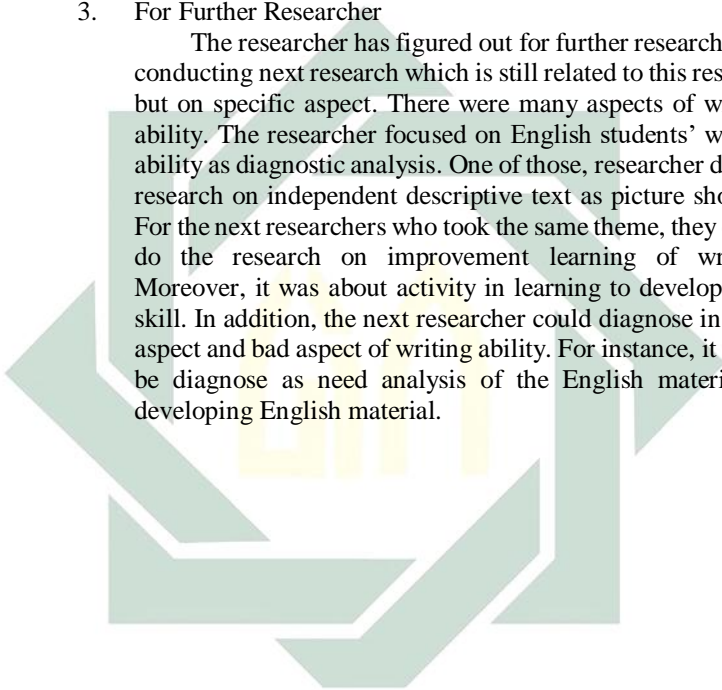 3. For Further Researcher
The researcher has figured out for further research
conducting next research which is still related to this res
but on specific aspect. There were many aspects of w
ability. The researcher focused on English students’ w
ability as diagnostic analysis. One of those, researcher d
research on independent descriptive text as picture sho
For the next researchers who took the same theme, they
do the research on improvement learning of wr
Moreover, it was about activity in learning to develop
skill. In addition, the next researcher could diagnose in
aspect and bad aspect of writing ability. For instance, it
be diagnose as need analysis of the English materi
developing English material.